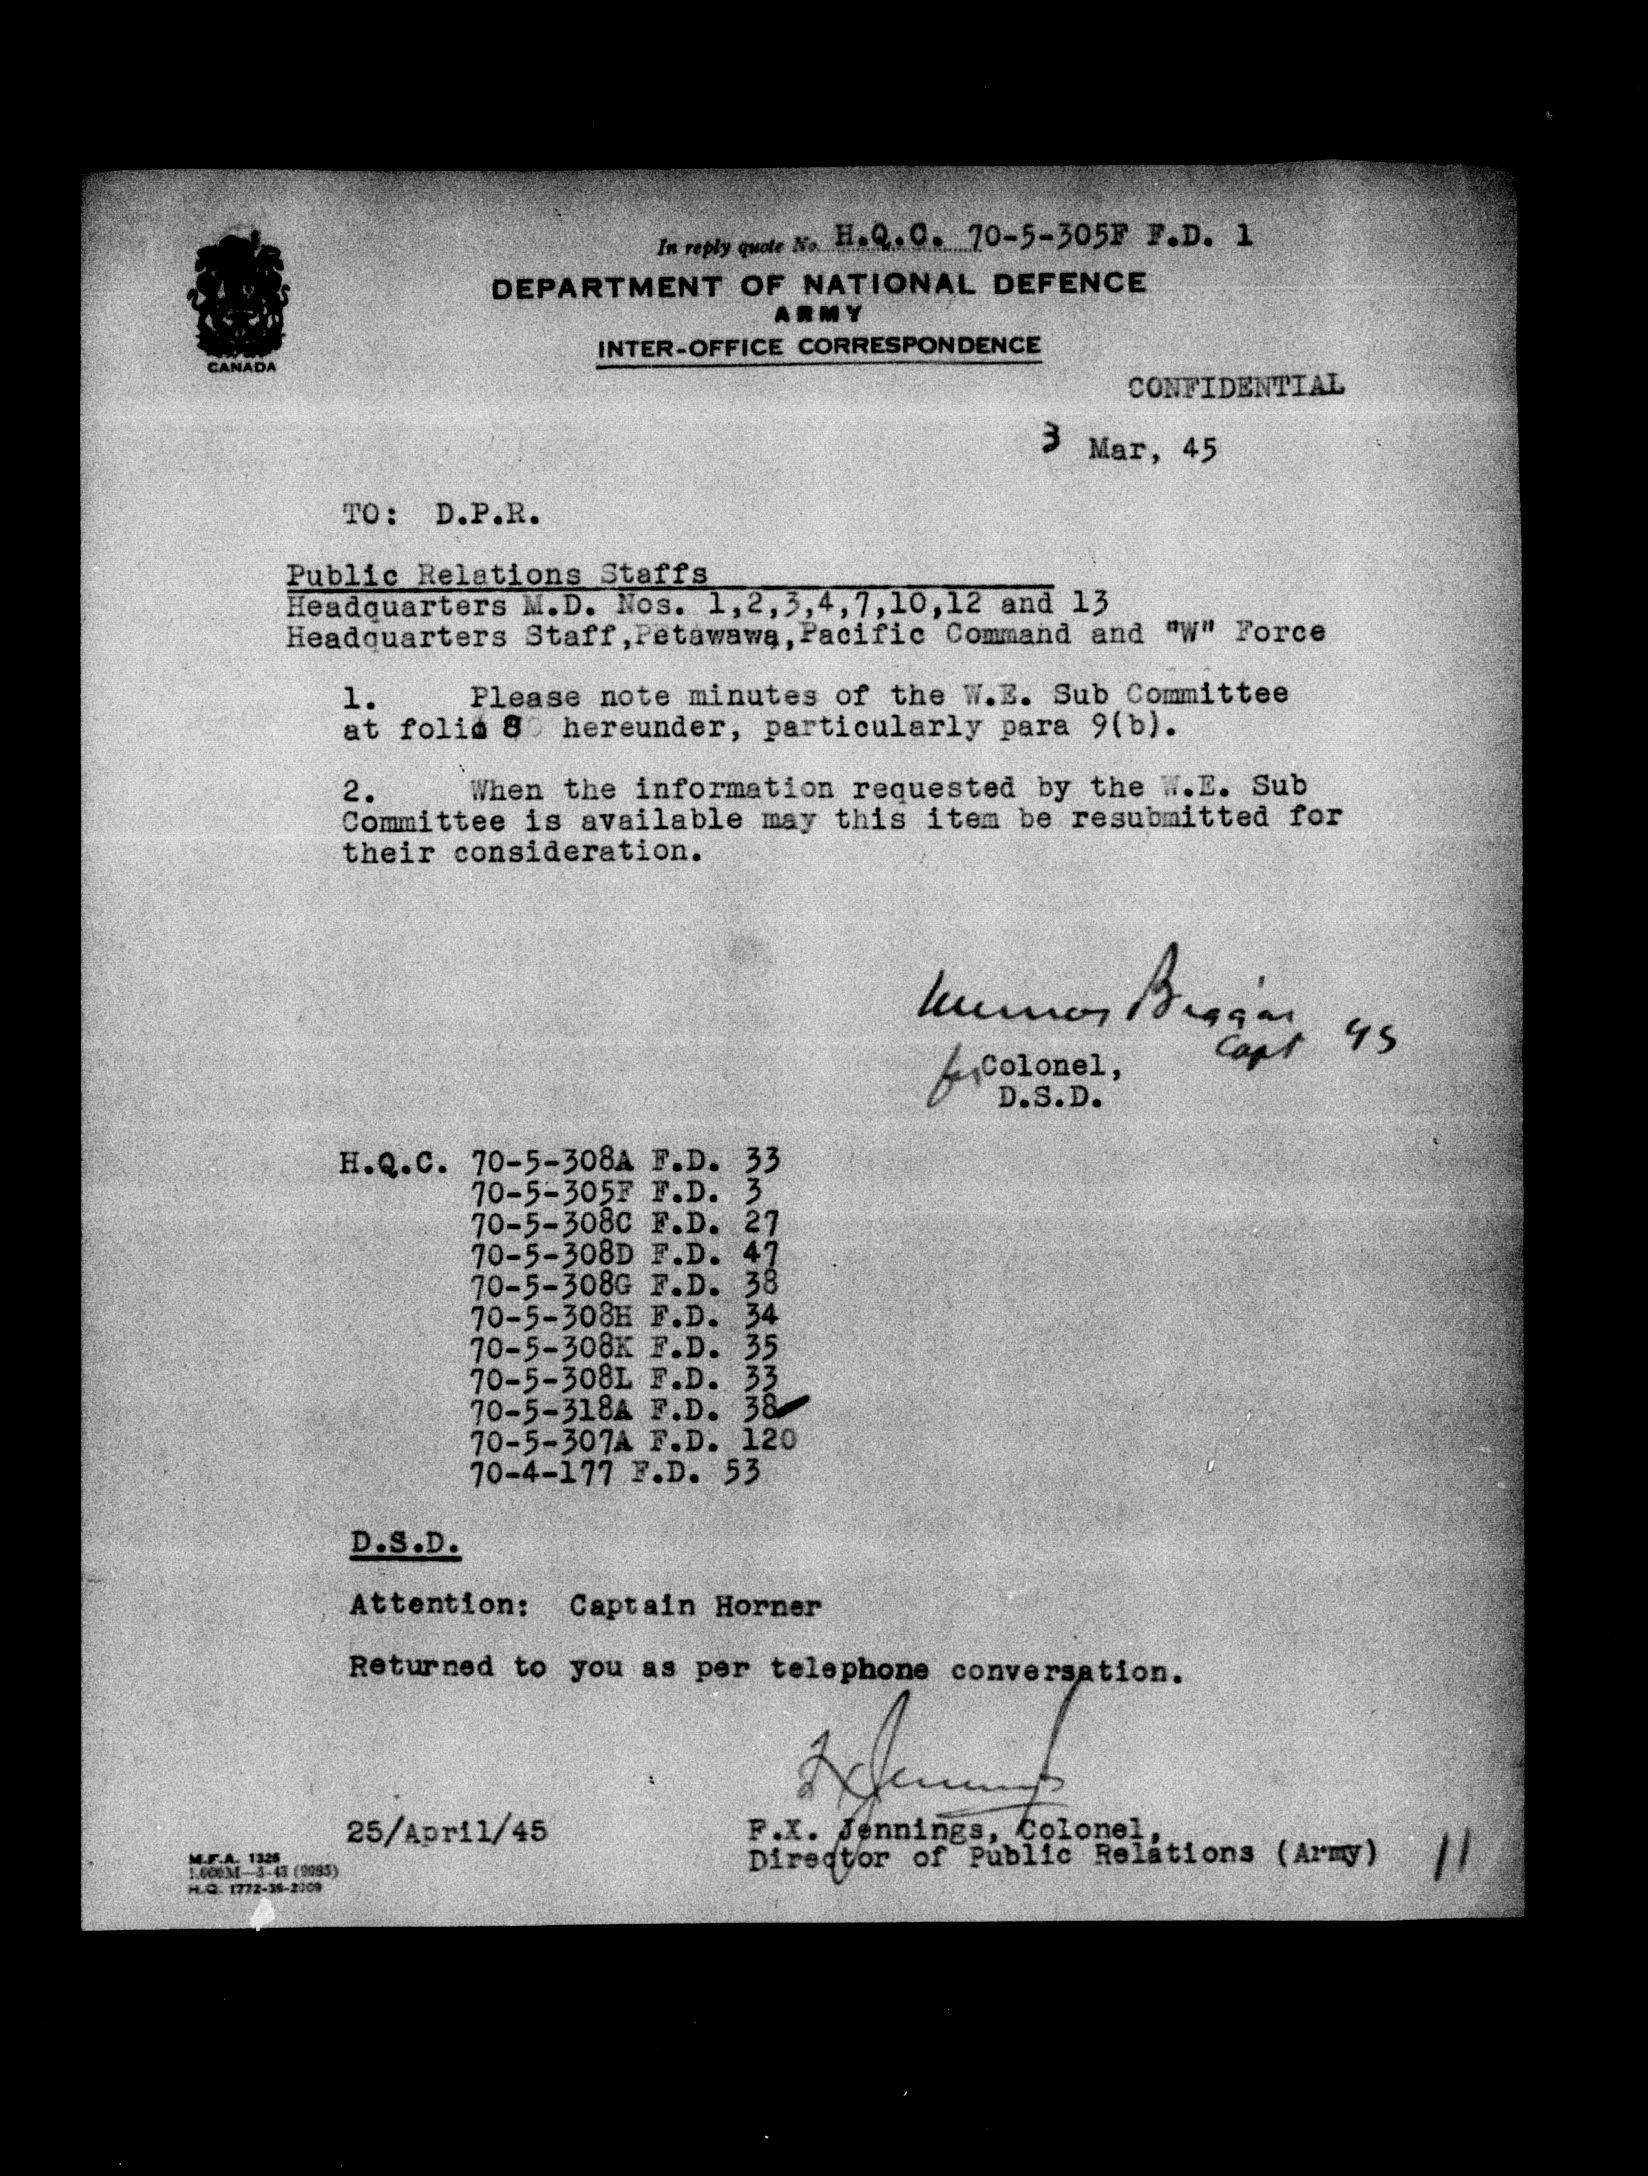 In reply quote No. H.Q.C. 70-5-305F F.D. 1
DEPARTMENT OF NATIONAL DEFENCE
ARMY
INTER-OFFICE CORRESPONDENCE
CANADA
CONFIDENTIAL
3 Mar, 45
TO: D.P.R.
Public Relations Staffs
Headquarters M.D. Nos. 1,2,3,4,7,10,12 and 13
Headquarters Staff,Petawawa,Pacific Command and "W" Force
1. Please note minutes of the W.E. Sub Committee
at folio 8 hereunder, particularly para 9(b).
2. When the information requested by the W.E. Sub
Committee is available may this item be resubmitted for
their consideration.
Capt
for Colonel,
D.S.D.
H.Q.C. 70-5-308A F.D. 33
70-5-305F F.D. 3
70-5-308C F.D. 27
70-5-308D F.D. 47
70-5-308G F.D. 38
70-5-308H F.D. 34
70-5-308K F.D. 35
70-5-308L F.D. 33
70-5-318A F.D. 38
70-5-307A F.D. 120
70-4-177 F.D. 53
D.S.D.
Attention: Captain Horner
Returned to you as per telephone conversation.
FX Jennings
25/April/45
F.X. Jennings, Colonel,
Director of Public Relations (Army)
11
M.F.A. 1326
H.Q. 1772-39-2209